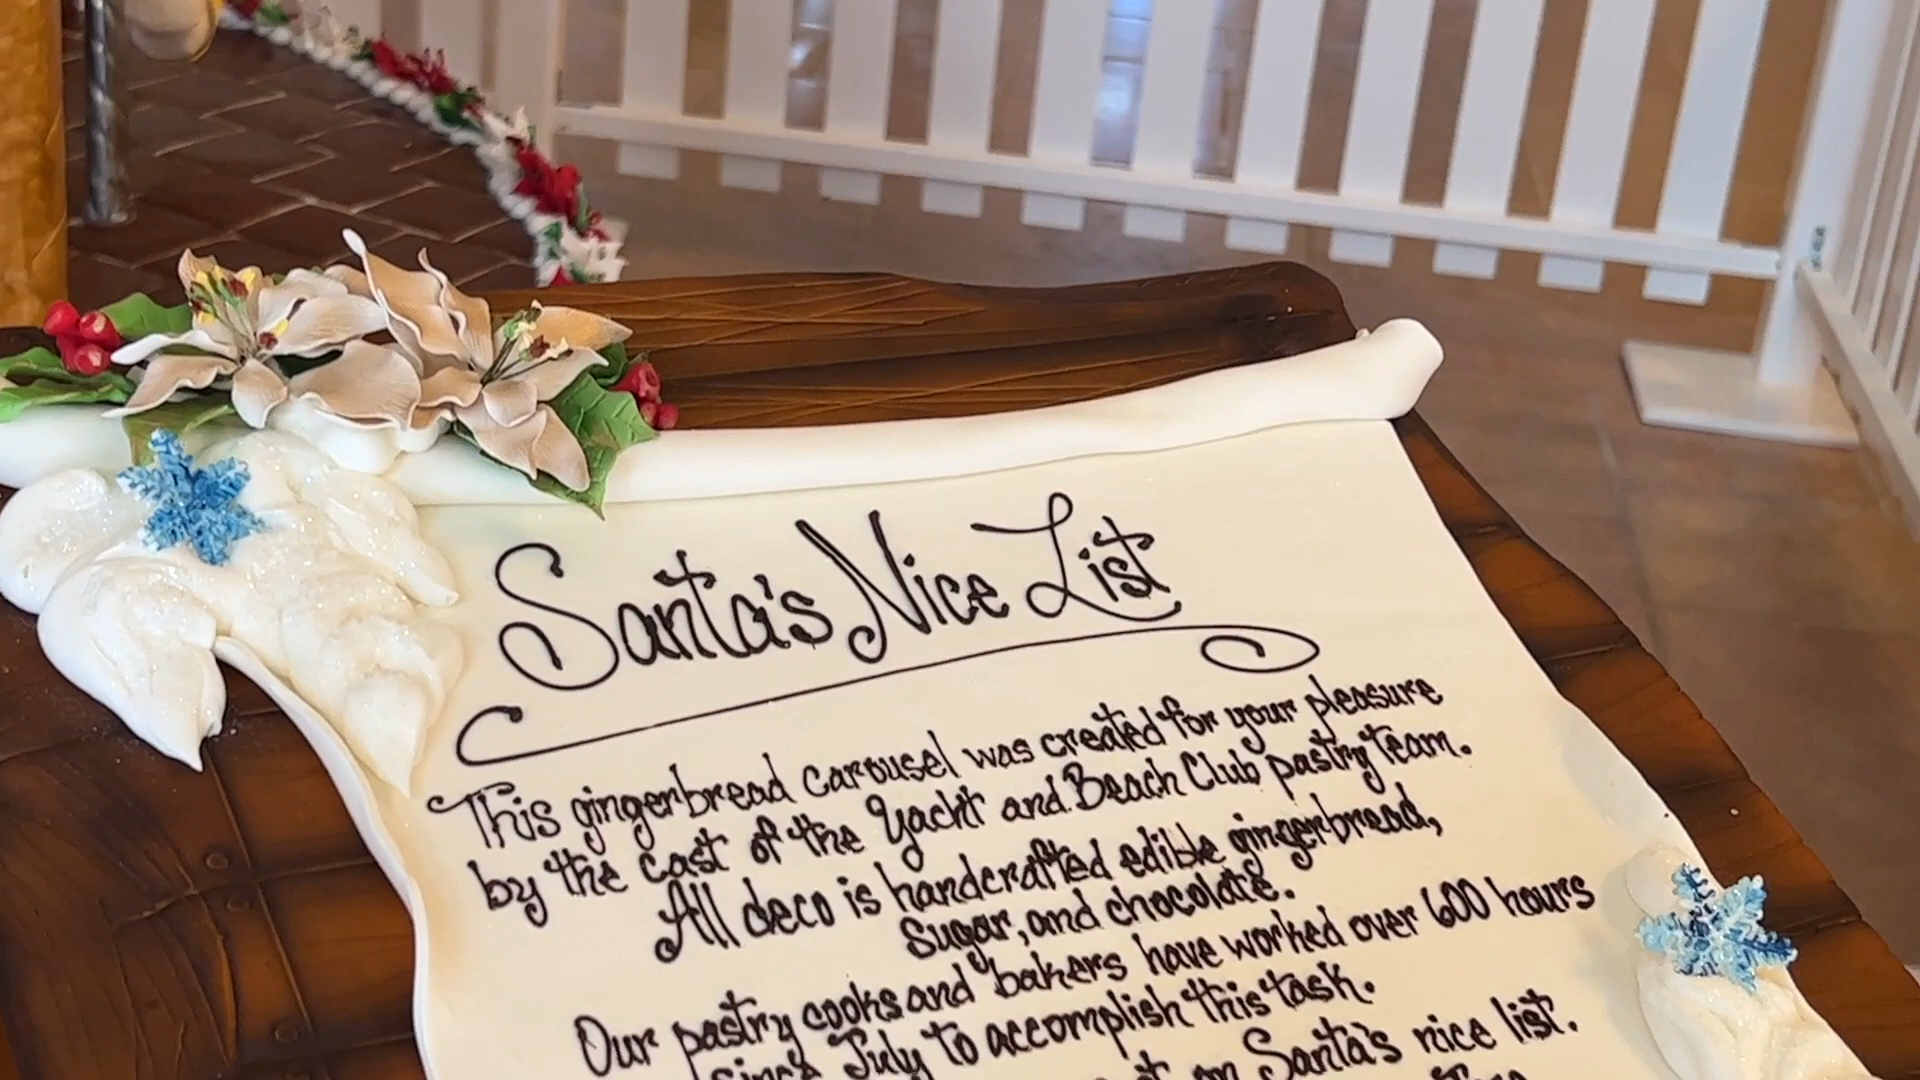 Santa's Nice List
This gingerbread carousel was created for your pleasure
by the cast of the Yacht and Beach Club pastry team.
All deco is handcrafted edible gingerbread,
sugar, and chocolate.
Our pastry cooks and bakers have worked over 600 hours
since July to accomplish this task.
on Santa's nice list.